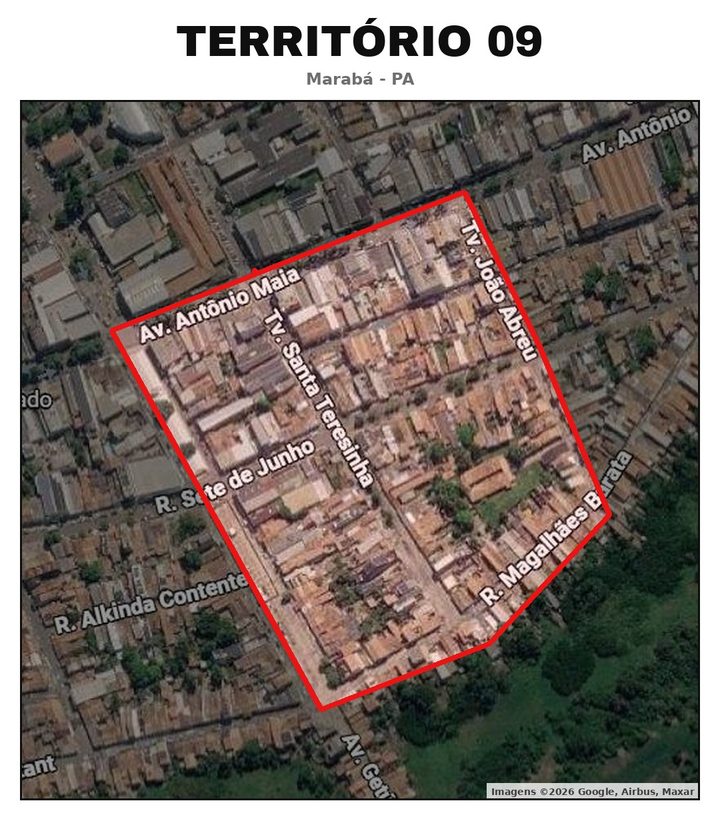 TERRITÓRIO 09
Marabá - PA
Av. Antônio
Tv. João Abreu
Av. Antônio Maia
Tv. Santa Teresinha
ado
R. Sete de Junho
R. Magalhães Barata
R. Alkinda Contente
ant
Av. Getú
Imagens ©2026 Google, Airbus, Maxar